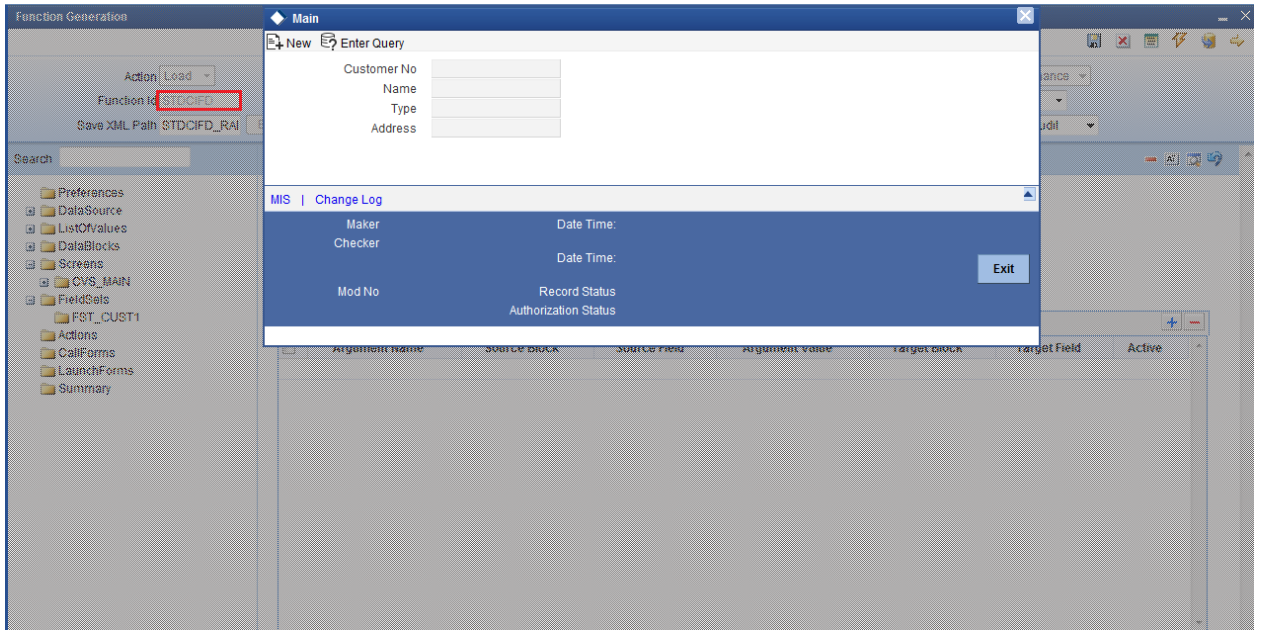 Function Generation
Main
New Enter Query
Action Load
Function Id STDCIFD
Save XML Path STDCIFD_RAI
Search
Preferences
DataSource
ListOfValues
DataBlocks
Screens
CVS_MAIN
FieldSets
FST_CUST1
Actions
CallForms
LaunchForms
Summary
Customer No
Name
Type
Address
MIS | Change Log
Maker Date Time:
Checker
Date Time:
Exit
Mod No Record Status
Authorization Status
Argument Name Source Block Source Field Argument Value Target Block Target Field Active